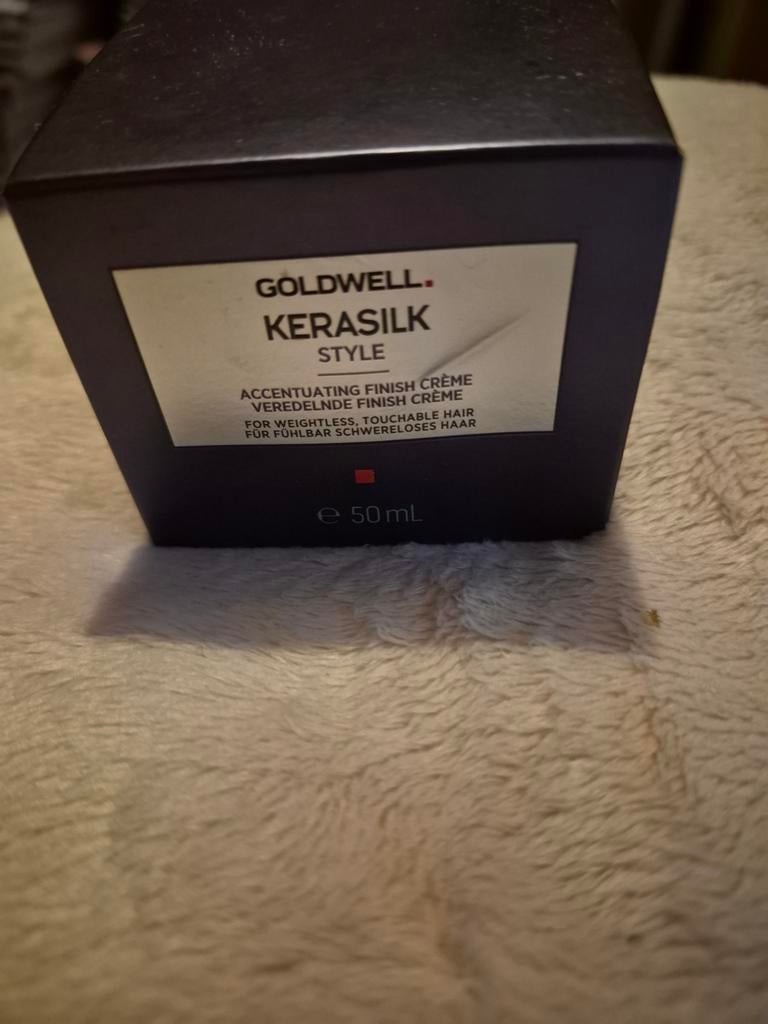 GOLDWELL.
KERASILK
STYLE
ACCENTUATING FINISH CRÈME
VEREDELNDE FINISH CRÈME
FOR WEIGHTLESS, TOUCHABLE HAIR
FÜR FÜHLBAR SCHWERELOSES HAAR
℮ 50 mL